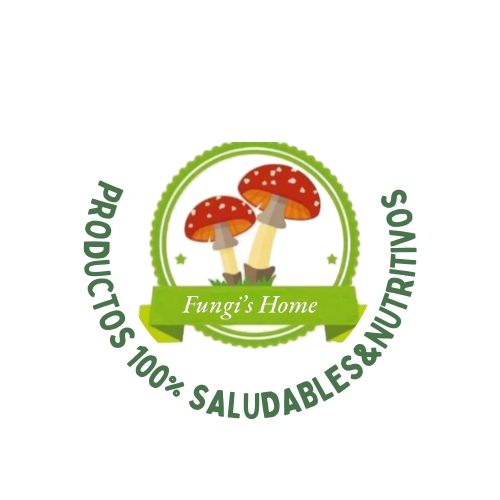 Fungi's Home
PRODUCTOS 100% SALUDABLES&NUTRITIVOS